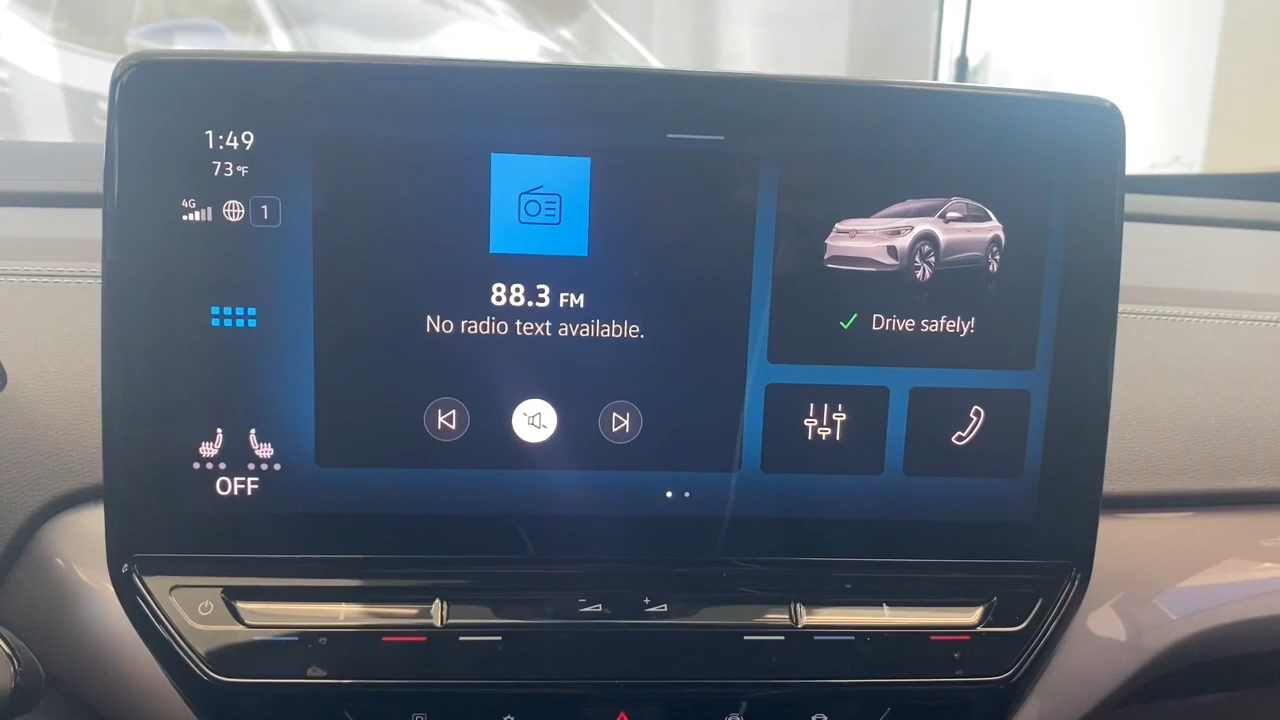 1:49
73°F
4G
1
88.3 FM
No radio text available.
Drive safely!
OFF